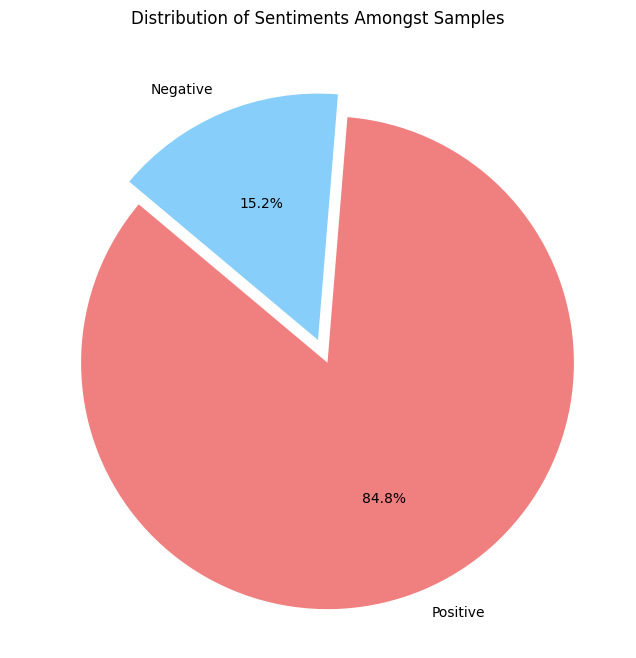 Distribution of Sentiments Amongst Samples
Negative
15.2%
84.8%
Positive